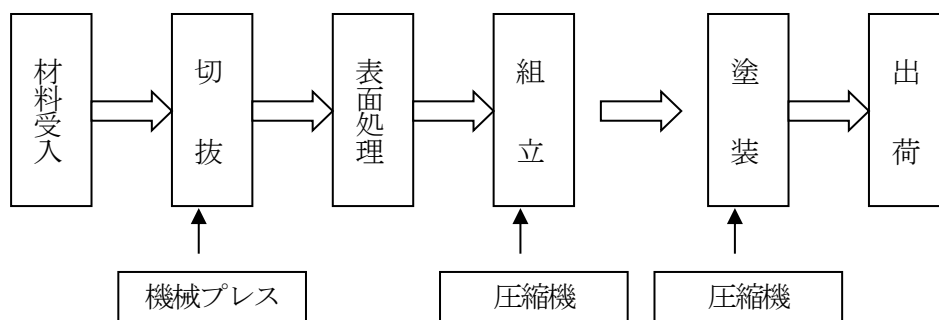 材料受入
切抜
表面処理
組立
塗装
出荷
機械プレス
圧縮機
圧縮機